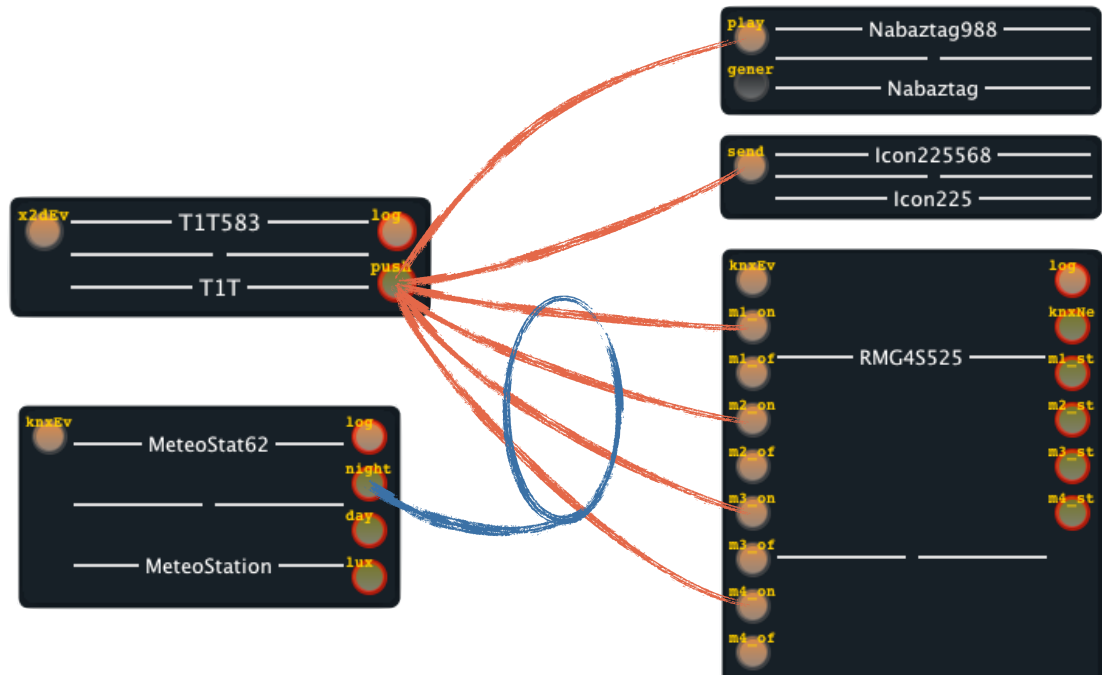 play
Nabaztag988
gener
Nabaztag
send
Icon225568
Icon225
x2dEv
T1T583
log
push
T1T
knxEv
log
m1_on
knxNe
m1_of
RMG4S525
m1_st
m2_on
m2_st
m2_of
m3_st
m3_on
m4_st
m3_of
m4_on
m4_of
knxEv
MeteoStat62
log
night
day
MeteoStation
lux